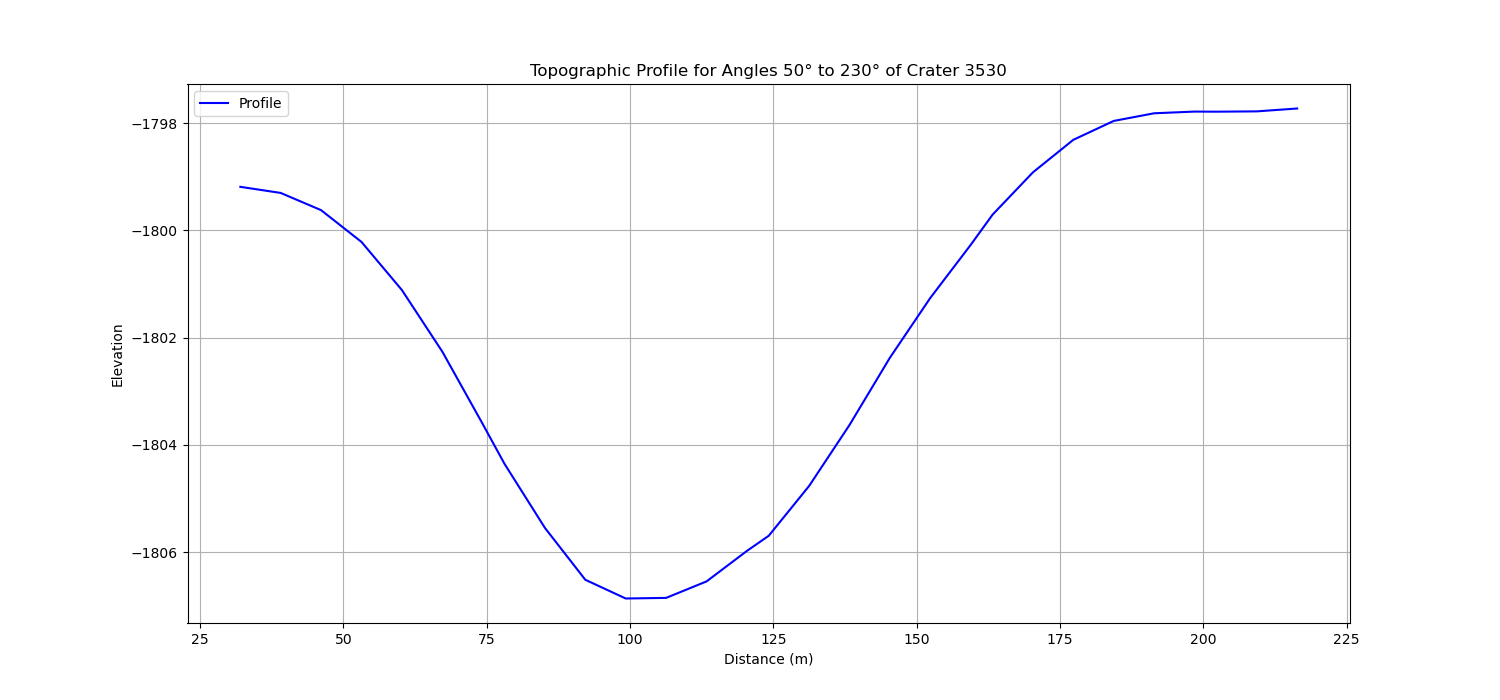 Topographic Profile for Angles 50° to 230° of Crater 3530
Profile
−1798
−1800
−1802
−1804
−1806
Elevation
25 50 75 100 125 150 175 200 225
Distance (m)